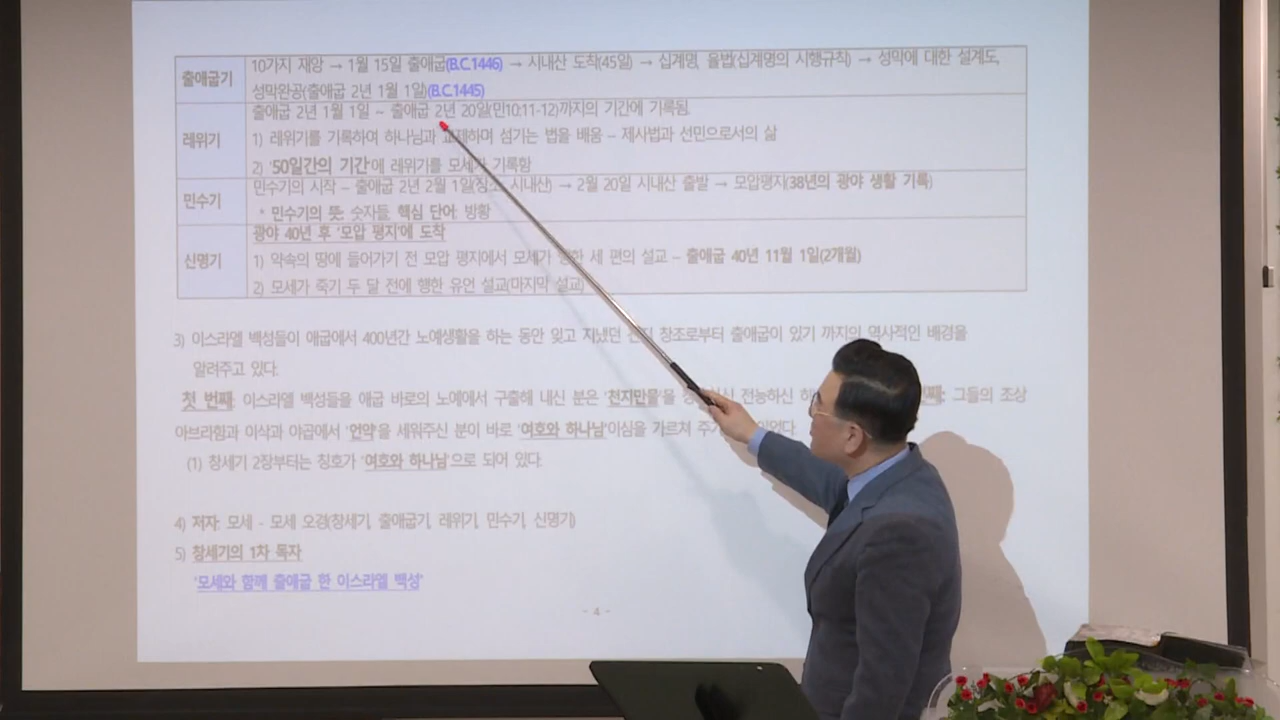 출애굽기
10가지 재앙 → 1월 15일 출애굽(B.C.1446) → 시내산 도착(45일) → 십계명, 율법(십계명의 시행규칙) → 성막에 대한 설계도,
성막완공(출애굽 2년 1월 1일)(B.C.1445)
레위기
출애굽 2년 1월 1일 ~ 출애굽 2년 20일(민10:11-12)까지의 기간에 기록됨.
1) 레위기를 기록하여 하나님과 교제하며 섬기는 법을 배움 – 제사법과 선민으로서의 삶
2) '50일간의 기간'에 레위기를 모세가 기록함
민수기
민수기의 시작 – 출애굽 2년 2월 1일(장소: 시내산) → 2월 20일 시내산 출발 → 모압평지(38년의 광야 생활 기록)
* 민수기의 뜻: 숫자들, 핵심 단어: 방황
신명기
광야 40년 후 '모압 평지'에 도착
1) 약속의 땅에 들어가기 전 모압 평지에서 모세가 행한 세 편의 설교 – 출애굽 40년 11월 1일(2개월)
2) 모세가 죽기 두 달 전에 행한 유언 설교(마지막 설교)
3) 이스라엘 백성들이 애굽에서 400년간 노예생활을 하는 동안 잊고 지냈던 천지 창조로부터 출애굽이 있기 까지의 역사적인 배경을
알려주고 있다.
첫 번째: 이스라엘 백성들을 애굽 바로의 노예에서 구출해 내신 분은 '천지만물'을 전능하신 그들의 조상
아브라함과 이삭과 야곱에서 '언약'을 세워주신 분이 바로 '여호와 하나님'이심을 가르쳐
(1) 창세기 2장부터는 칭호가 '여호와 하나님'으로 되어 있다.
4) 저자: 모세 - 모세 오경(창세기, 출애굽기, 레위기, 민수기, 신명기)
5) 창세기의 1차 독자
'모세와 함께 출애굽 한 이스라엘 백성'
- 4 -